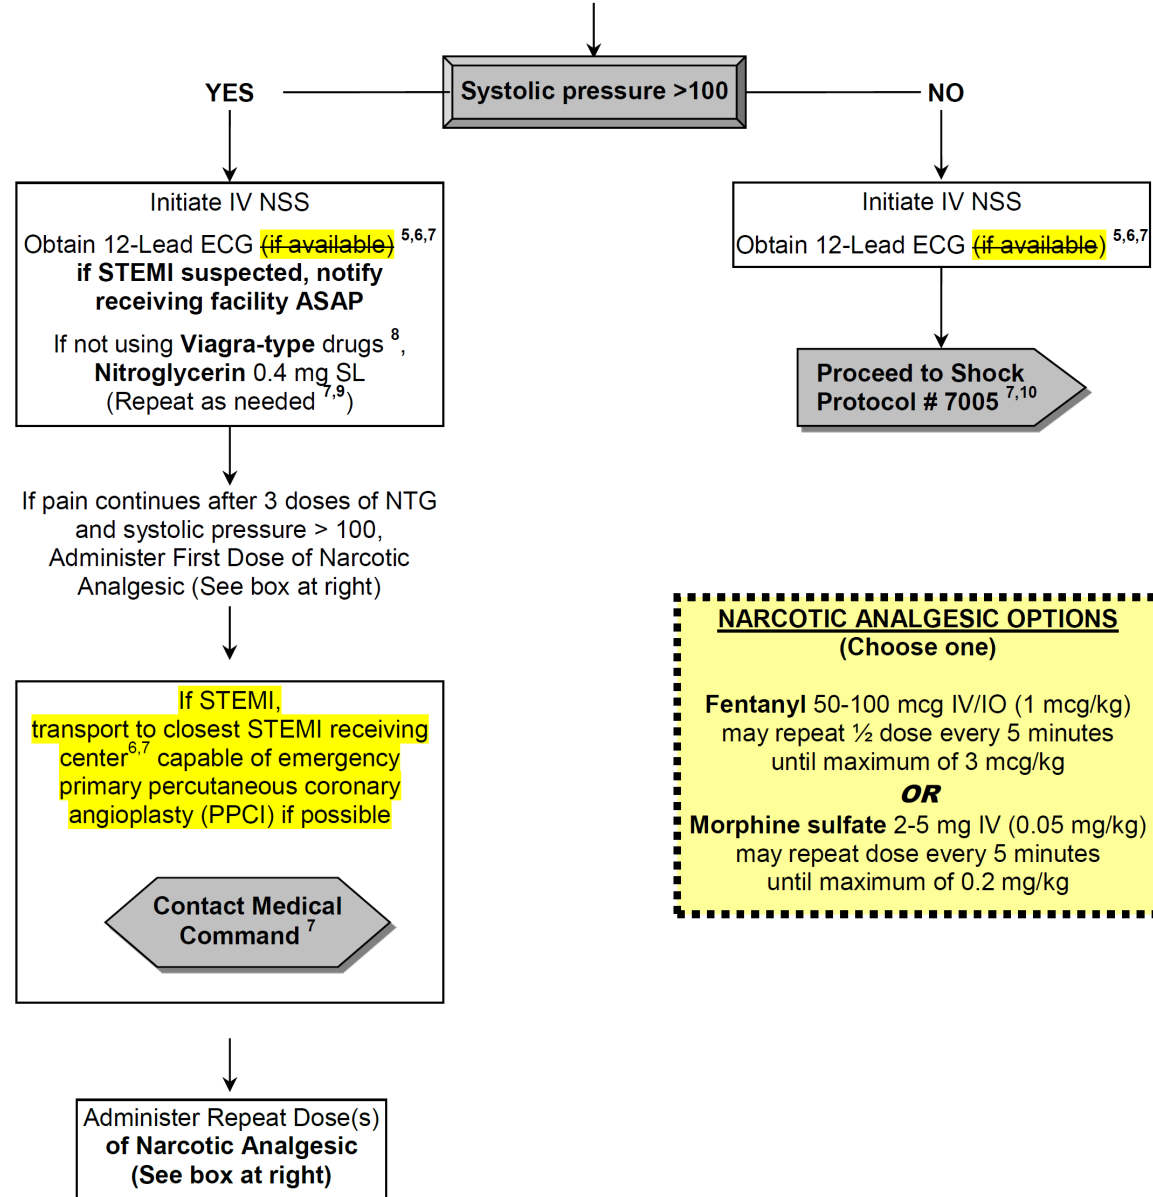 Systolic pressure >100
YES
NO
Initiate IV NSS
Obtain 12-Lead ECG (if available) 5,6,7
if STEMI suspected, notify
receiving facility ASAP
If not using Viagra-type drugs 8,
Nitroglycerin 0.4 mg SL
(Repeat as needed 7,9)
Initiate IV NSS
Obtain 12-Lead ECG (if available) 5,6,7
Proceed to Shock
Protocol # 7005 7,10
If pain continues after 3 doses of NTG
and systolic pressure > 100,
Administer First Dose of Narcotic
Analgesic (See box at right)
NARCOTIC ANALGESIC OPTIONS
(Choose one)
Fentanyl 50-100 mcg IV/IO (1 mcg/kg)
may repeat ½ dose every 5 minutes
until maximum of 3 mcg/kg
OR
Morphine sulfate 2-5 mg IV (0.05 mg/kg)
may repeat dose every 5 minutes
until maximum of 0.2 mg/kg
If STEMI,
transport to closest STEMI receiving
center6,7 capable of emergency
primary percutaneous coronary
angioplasty (PPCI) if possible
Contact Medical
Command 7
Administer Repeat Dose(s)
of Narcotic Analgesic
(See box at right)